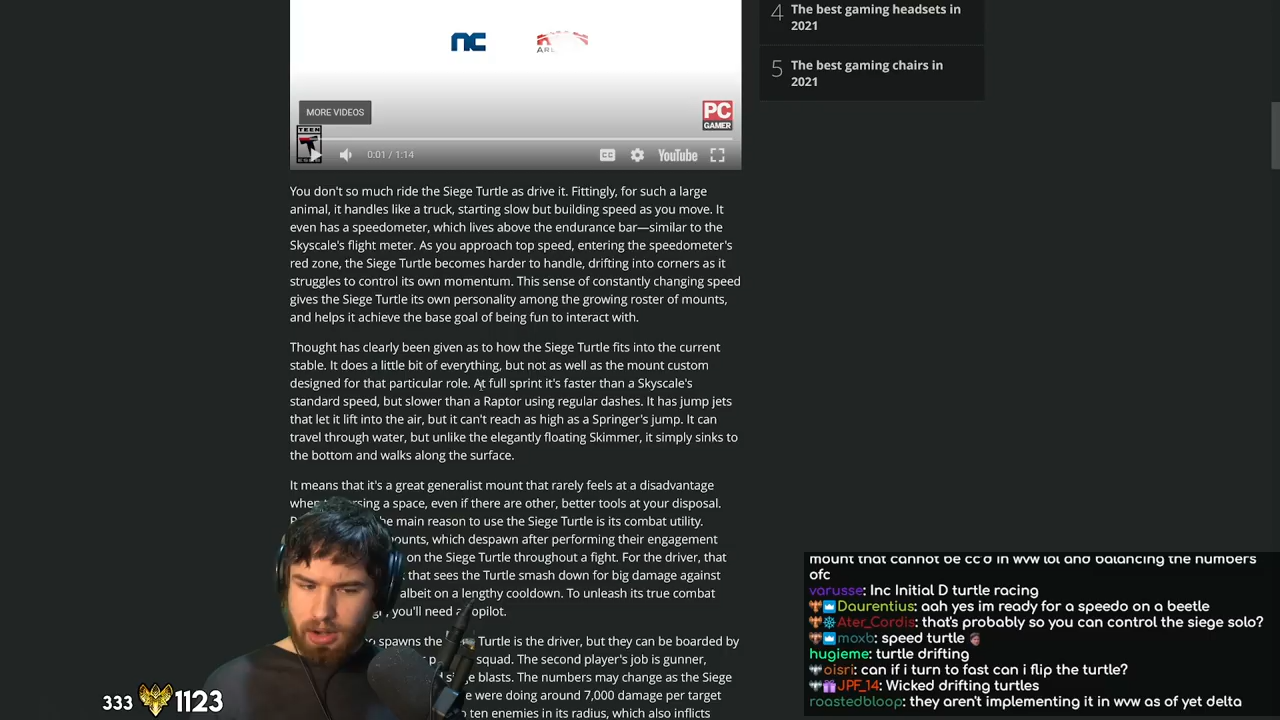 nc
MORE VIDEOS
PC
GAMER
TEEN
0:01 / 1:14
CC
YouTube
4 The best gaming headsets in
2021
5 The best gaming chairs in
2021
You don't so much ride the Siege Turtle as drive it. Fittingly, for such a large
animal, it handles like a truck, starting slow but building speed as you move. It
even has a speedometer, which lives above the endurance bar—similar to the
Skyscale's flight meter. As you approach top speed, entering the speedometer's
red zone, the Siege Turtle becomes harder to handle, drifting into corners as it
struggles to control its own momentum. This sense of constantly changing speed
gives the Siege Turtle its own personality among the growing roster of mounts,
and helps it achieve the base goal of being fun to interact with.
Thought has clearly been given as to how the Siege Turtle fits into the current
stable. It does a little bit of everything, but not as well as the mount custom
designed for that particular role. At full sprint it's faster than a Skyscale's
standard speed, but slower than a Raptor using regular dashes. It has jump jets
that let it lift into the air, but it can't reach as high as a Springer's jump. It can
travel through water, but unlike the elegantly floating Skimmer, it simply sinks to
the bottom and walks along the surface.
It means that it's a great generalist mount that rarely feels at a disadvantage
a space, even if there are other, better tools at your disposal.
main reason to use the Siege Turtle is its combat utility.
which despawn after performing their engagement
on the Siege Turtle throughout a fight. For the driver, that
that sees the Turtle smash down for big damage against
albeit on a lengthy cooldown. To unleash its true combat
you'll need a copilot.
spawns the Turtle is the driver, but they can be boarded by
squad. The second player's job is gunner,
blasts. The numbers may change as the Siege
were doing around 7,000 damage per target
ten enemies in its radius, which also inflicts
333 1123
mount that cannot be cc'd in wvw lol and balancing the numbers
ofc
varusse: Inc Initial D turtle racing
Daurentius: aah yes im ready for a speedo on a beetle
Ater_Cordis: that's probably so you can control the siege solo?
moxb: speed turtle
hugieme: turtle drifting
oisri: can if i turn to fast can i flip the turtle?
JPF_14: Wicked drifting turtles
roastedbloop: they aren't implementing it in wvw as of yet delta